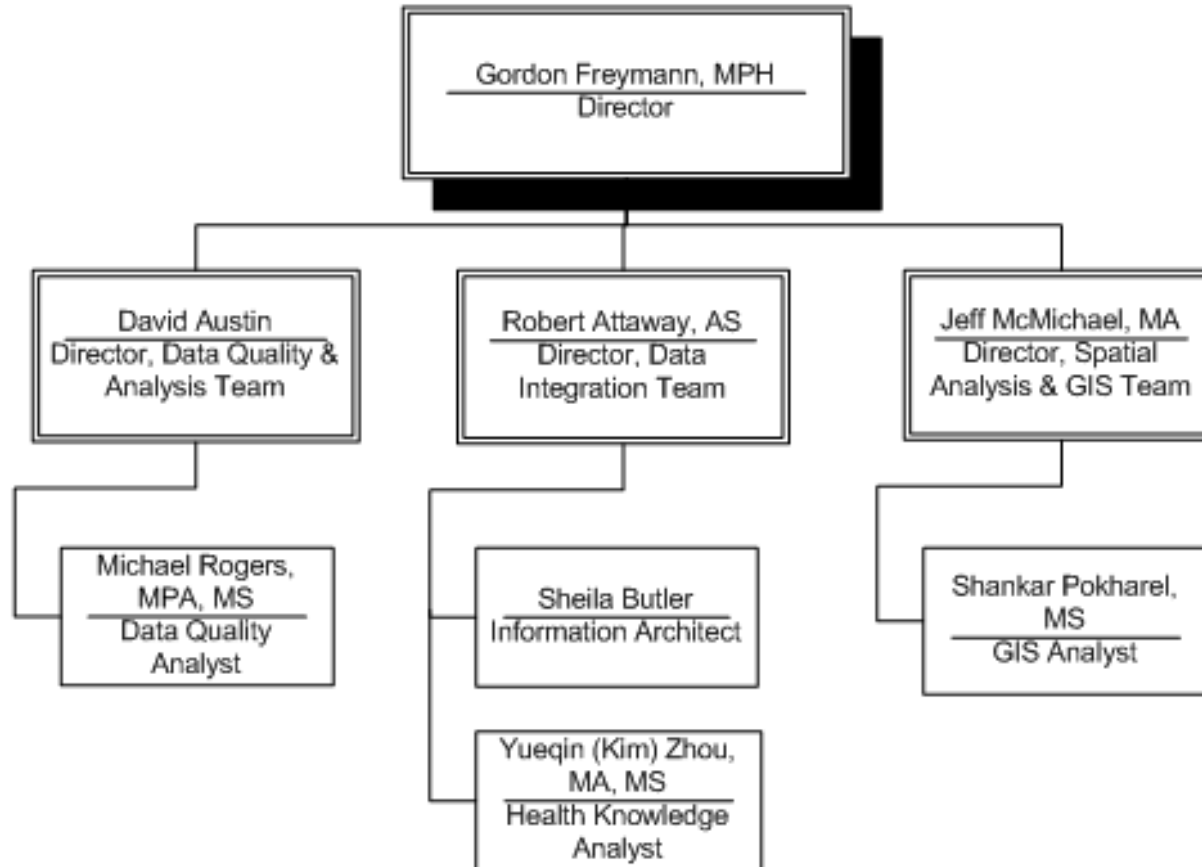 Gordon Freymann, MPH
Director
David Austin
Director, Data Quality &
Analysis Team
Robert Attaway, AS
Director, Data
Integration Team
Jeff McMichael, MA
Director, Spatial
Analysis & GIS Team
Michael Rogers,
MPA, MS
Data Quality
Analyst
Sheila Butler
Information Architect
Shankar Pokharel,
MS
GIS Analyst
Yueqin (Kim) Zhou,
MA, MS
Health Knowledge
Analyst